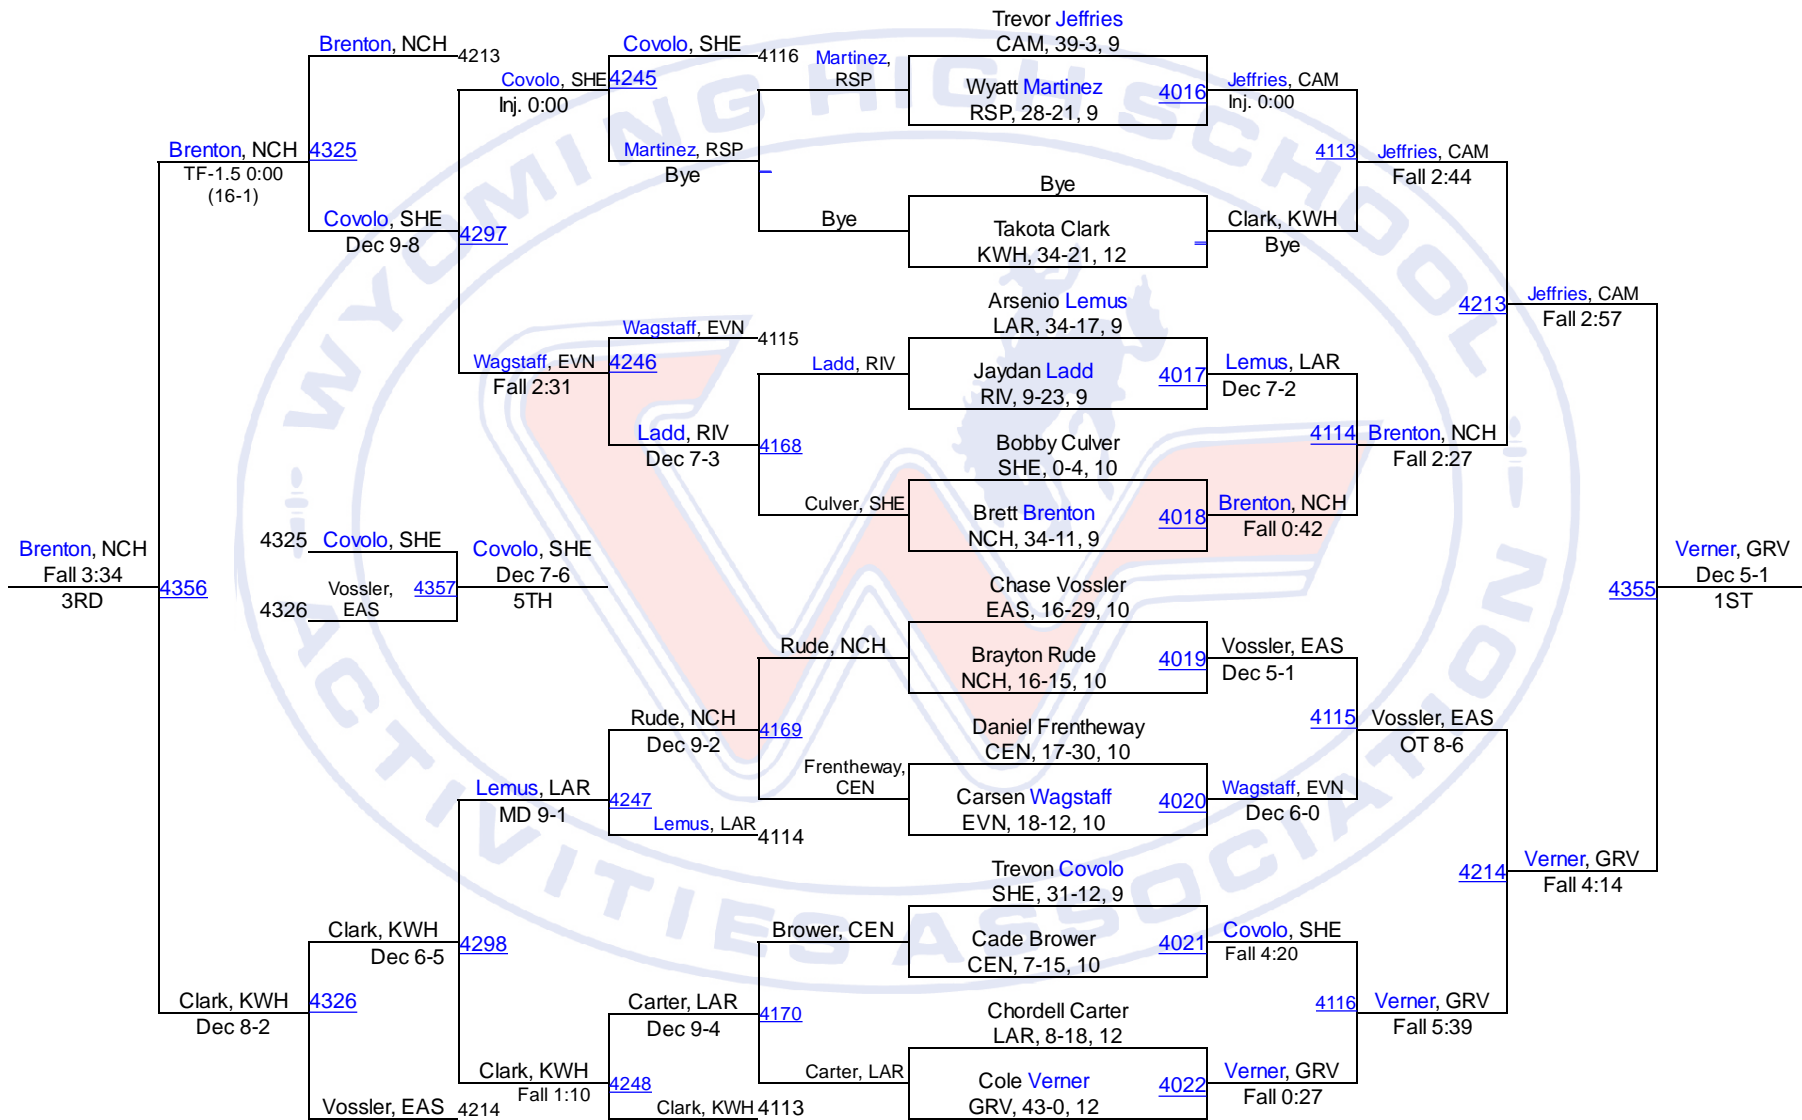 Trevor Jeffries
CAM, 39-3, 9
Wyatt Martinez
RSP, 28-21, 9
4016
Bye
Takota Clark
KWH, 34-21, 12
Arsenio Lemus
LAR, 34-17, 9
Jaydan Ladd
RIV, 9-23, 9
4017
Bobby Culver
SHE, 0-4, 10
Brett Brenton
NCH, 34-11, 9
4018
Chase Vossler
EAS, 16-29, 10
Brayton Rude
NCH, 16-15, 10
4019
Daniel Frentheway
CEN, 17-30, 10
Carsen Wagstaff
EVN, 18-12, 10
4020
Trevon Covolo
SHE, 31-12, 9
Cade Brower
CEN, 7-15, 10
4021
Chordell Carter
LAR, 8-18, 12
Cole Verner
GRV, 43-0, 12
4022
Jeffries, CAM
Inj. 0:00
Clark, KWH
Bye
Lemus, LAR
Dec 7-2
Brenton, NCH
Fall 0:42
Vossler, EAS
Dec 5-1
Wagstaff, EVN
Dec 6-0
Covolo, SHE
Fall 4:20
Verner, GRV
Fall 0:27
4113
Jeffries, CAM
Fall 2:44
4114
Brenton, NCH
Fall 2:27
4115
Vossler, EAS
OT 8-6
4116
Verner, GRV
Fall 5:39
4213
Jeffries, CAM
Fall 2:57
4214
Verner, GRV
Fall 4:14
4355
Verner, GRV
Dec 5-1
1ST
Martinez,
RSP
Bye
Ladd, RIV
Culver, SHE
Rude, NCH
Frentheway,
CEN
Brower, CEN
Carter, LAR
Covolo, SHE
4116
Martinez, RSP
Bye
Wagstaff, EVN
4115
Ladd, RIV
Dec 7-3
4168
Rude, NCH
Dec 9-2
4169
Lemus, LAR
4114
Carter, LAR
Dec 9-4
4170
Clark, KWH
4113
Covolo, SHE
Inj. 0:00
4245
Wagstaff, EVN
Fall 2:31
4246
Lemus, LAR
MD 9-1
4247
Clark, KWH
Fall 1:10
4248
Brenton, NCH
4213
Covolo, SHE
Dec 9-8
4297
Clark, KWH
Dec 6-5
4298
Vossler, EAS
4214
Brenton, NCH
TF-1.5 0:00
(16-1)
4325
Clark, KWH
Dec 8-2
4326
Brenton, NCH
Fall 3:34
3RD
4356
4325
Covolo, SHE
4326
Vossler,
EAS
4357
Covolo, SHE
Dec 7-6
5TH
WYOMING HIGH SCHOOL
ACTIVITIES ASSOCIATION